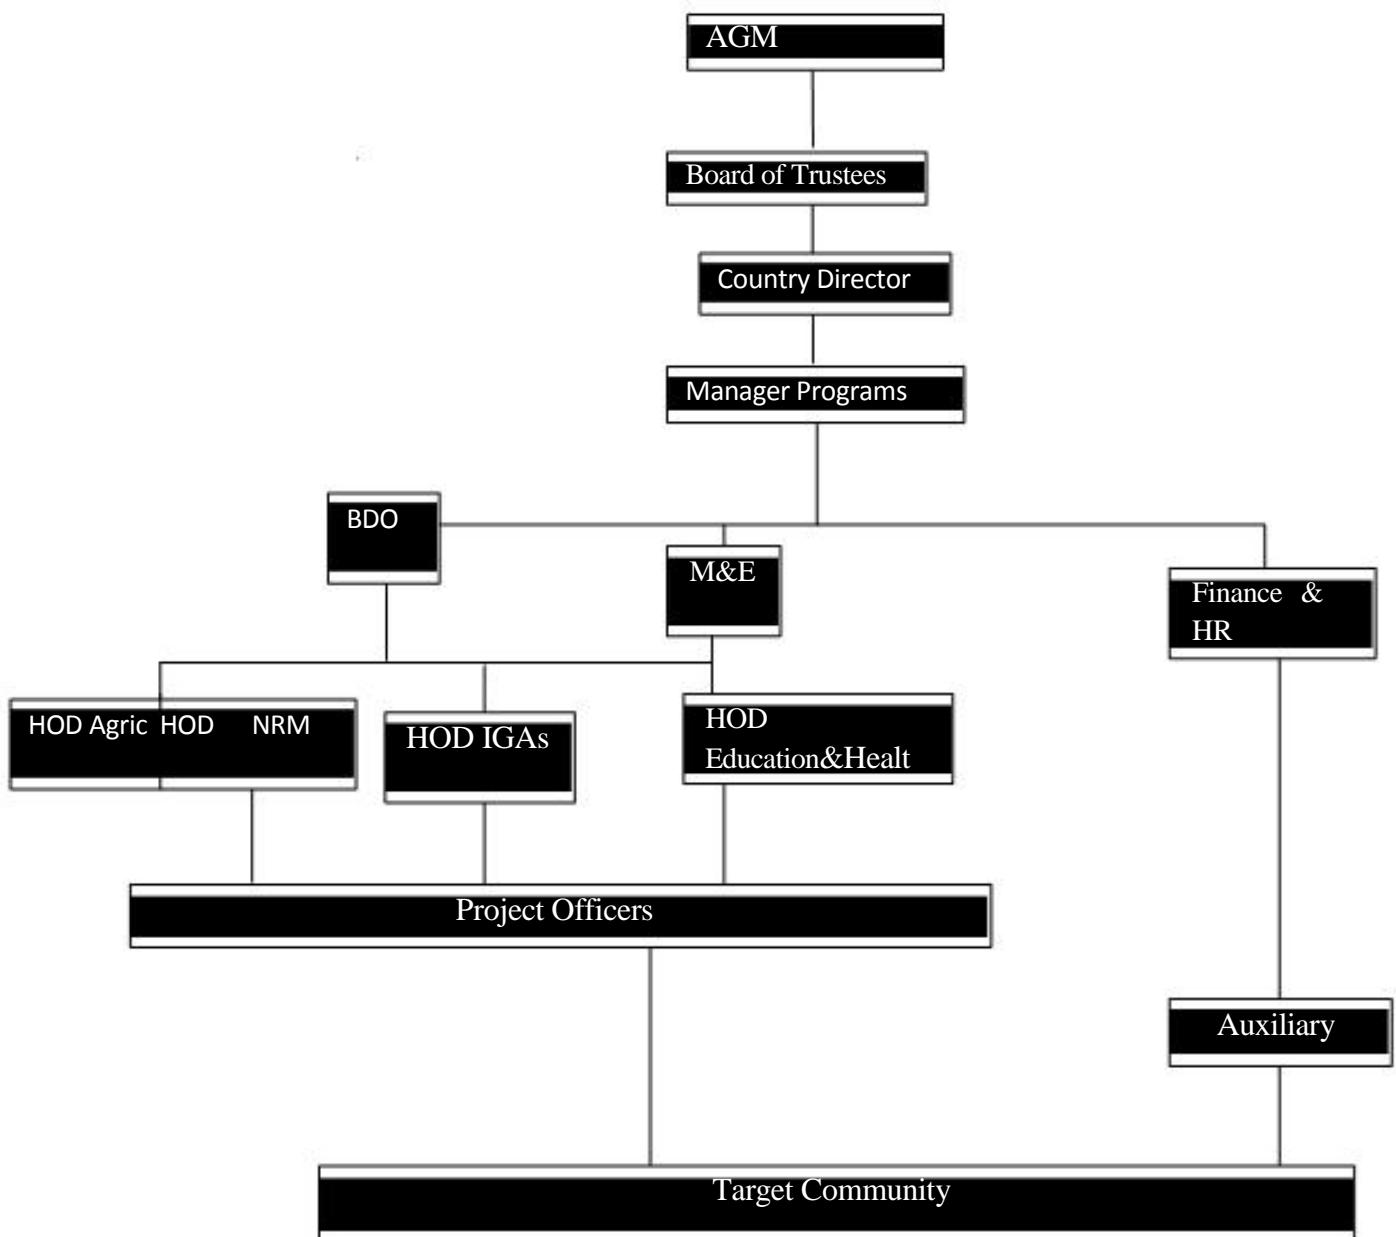 AGM
Board of Trustees
Country Director
Manager Programs
BDO
M&E
Finance & HR
HOD Agric HOD NRM
HOD IGAs
HOD
Education&Healt
Project Officers
Auxiliary
Target Community